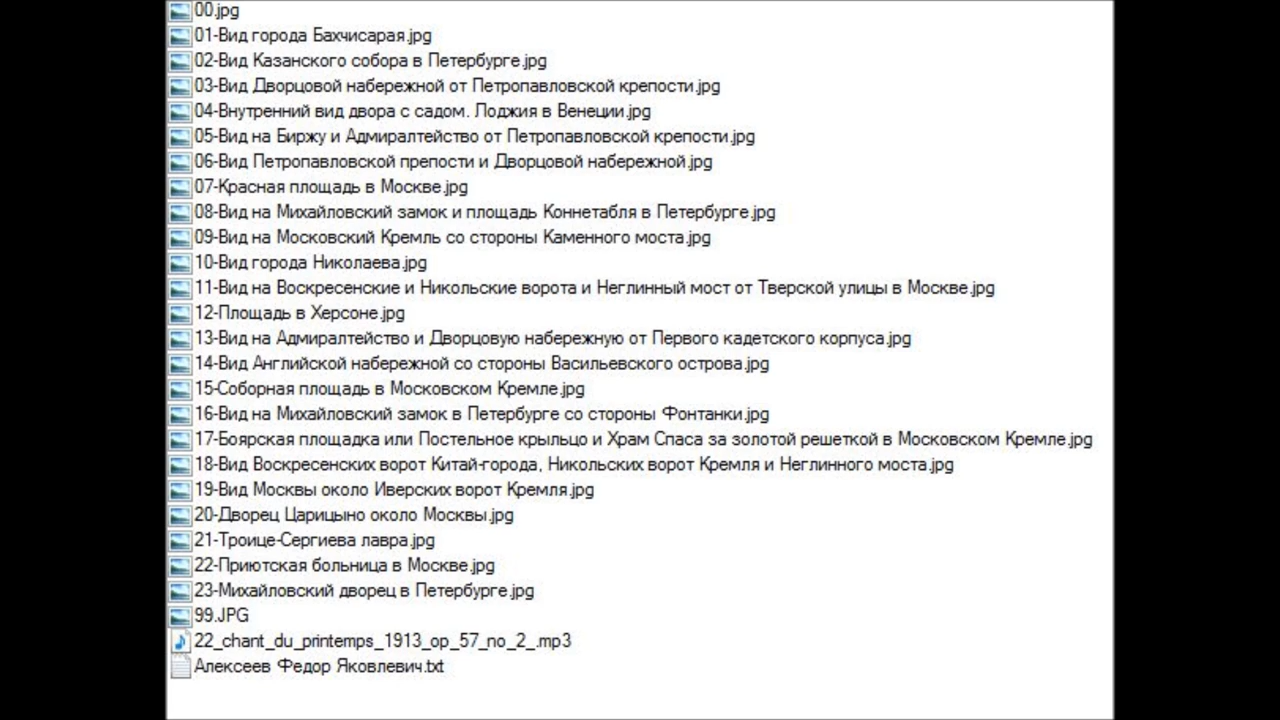 00.jpg
01-Вид города Бахчисарая.jpg
02-Вид Казанского собора в Петербурге.jpg
03-Вид Дворцовой набережной от Петропавловской крепости.jpg
04-Внутренний вид двора с садом. Лоджия в Венеции.jpg
05-Вид на Биржу и Адмиралтейство от Петропавловской крепости.jpg
06-Вид Петропавловской препости и Дворцовой набережной.jpg
07-Красная площадь в Москве.jpg
08-Вид на Михайловский замок и площадь Коннетабля в Петербурге.jpg
09-Вид на Московский Кремль со стороны Каменного моста.jpg
10-Вид города Николаева.jpg
11-Вид на Воскресенские и Никольские ворота и Неглинный мост от Тверской улицы в Москве.jpg
12-Площадь в Херсоне.jpg
13-Вид на Адмиралтейство и Дворцовую набережную от Первого кадетского корпуса.jpg
14-Вид Английской набережной со стороны Васильевского острова.jpg
15-Соборная площадь в Московском Кремле.jpg
16-Вид на Михайловский замок в Петербурге со стороны Фонтанки.jpg
17-Боярская площадка или Постельное крыльцо и Храм Спаса за золотой решеткой в Московском Кремле.jpg
18-Вид Воскресенских ворот Китай-города, Никольских ворот Кремля и Неглинного моста.jpg
19-Вид Москвы около Иверских ворот Кремля.jpg
20-Дворец Царицыно около Москвы.jpg
21-Троице-Сергиева лавра.jpg
22-Приютская больница в Москве.jpg
23-Михайловский дворец в Петербурге.jpg
99.JPG
22_chant_du_printemps_1913_op_57_no_2_.mp3
Алексеев Федор Яковлевич.txt